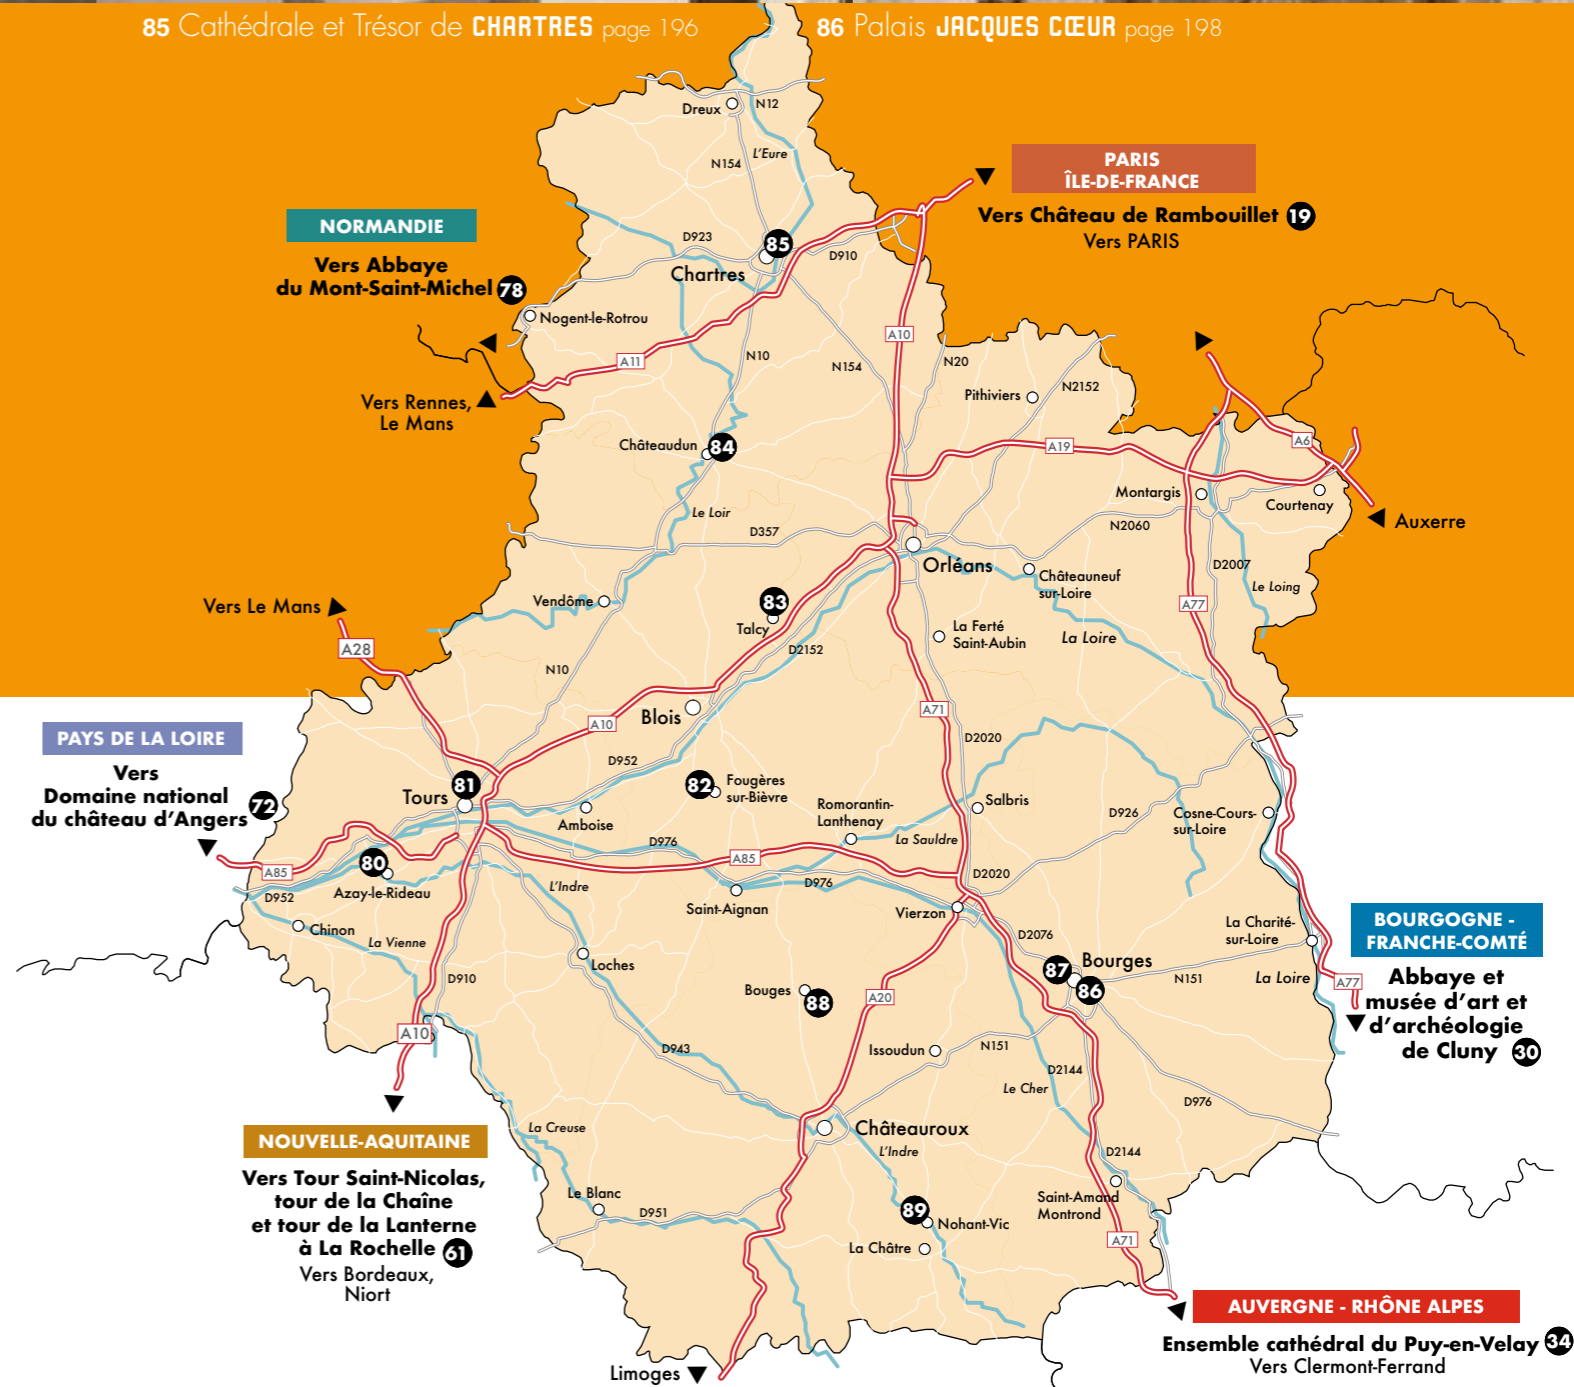 85 Cathédrale et Trésor de CHARTRES page 196
86 Palais JACQUES CŒUR page 198
Dreux
N12
L'Eure
N154
PARIS
ÎLE-DE-FRANCE
Vers Château de Rambouillet 19
Vers PARIS
NORMANDIE
Vers Abbaye
du Mont-Saint-Michel 78
D923
85
D910
Chartres
Nogent-le-Rotrou
A11
N10
N154
A10
N20
N2152
Pithiviers
Vers Rennes,
Le Mans
Châteaudun 84
A19
A6
Montargis
Courtenay
Auxerre
Le Loir
D357
N2060
Orléans
Châteauneuf
sur-Loire
D2007
Le Loing
Vers Le Mans
Vendôme
83
Talcy
A77
La Ferté
Saint-Aubin
La Loire
A28
D2152
N10
Blois
A10
A71
D2020
PAYS DE LA LOIRE
Vers
Domaine national
du château d'Angers 72
D952
81
Tours
82
Fougères
sur-Bièvre
Amboise
Romorantin-
Lanthenay
Salbris
D926
Cosne-Cours-
sur-Loire
La Sauldre
D976
A85
80
A85
D952
Azay-le-Rideau
L'Indre
D976
D2020
Saint-Aignan
Vierzon
Chinon
La Vienne
D2076
La Charité-
sur-Loire
BOURGOGNE -
FRANCHE-COMTÉ
Abbaye et
musée d'art et
d'archéologie
de Cluny 30
Loches
D910
87
Bourges
86
N151
La Loire
A77
Bouges
88
A20
A10
D943
Issoudun
N151
D2144
Le Cher
D976
NOUVELLE-AQUITAINE
Vers Tour Saint-Nicolas,
tour de la Chaîne
et tour de la Lanterne
à La Rochelle 61
Vers Bordeaux,
Niort
La Creuse
Châteauroux
L'Indre
D2144
Le Blanc
D951
Saint-Amand
Montrond
89
Nohant-Vic
La Châtre
A71
AUVERGNE - RHÔNE ALPES
Ensemble cathédral du Puy-en-Velay 34
Vers Clermont-Ferrand
Limoges